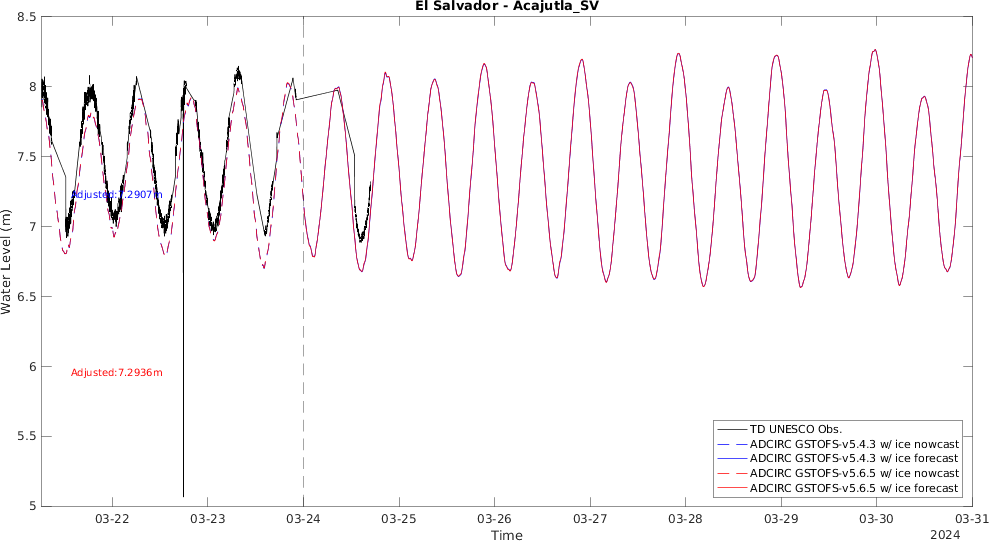 El Salvador - Acajutla_SV
8.5
8
7.5
7
6.5
6
5.5
5
Water Level (m)
Adjusted:7.2907m
Adjusted:7.2936m
TD UNESCO Obs.
ADCIRC GSTOFS-v5.4.3 w/ ice nowcast
ADCIRC GSTOFS-v5.4.3 w/ ice forecast
ADCIRC GSTOFS-v5.6.5 w/ ice nowcast
ADCIRC GSTOFS-v5.6.5 w/ ice forecast
03-22 03-23 03-24 03-25 03-26 03-27 03-28 03-29 03-30 03-31
Time
2024